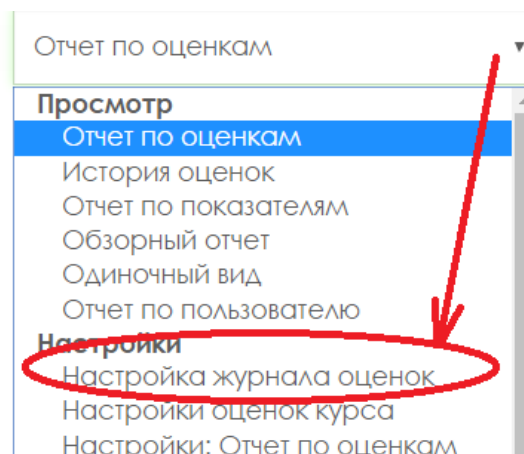 Отчет по оценкам
Просмотр
Отчет по оценкам
История оценок
Отчет по показателям
Обзорный отчет
Одиночный вид
Отчет по пользователю
Настройки
Настройка журнала оценок
Настройки оценок курса
Настройки: Отчет по оценкам